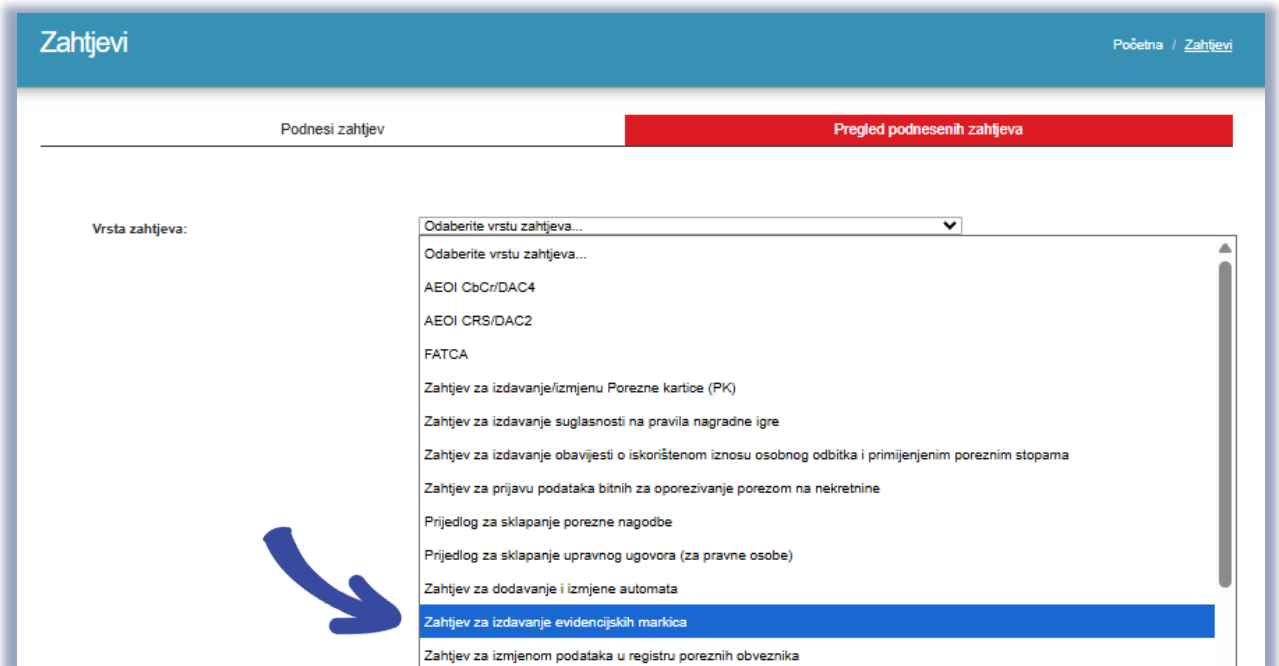 Zahtjevi
Početna / Zahtjevi
Podnesi zahtjev
Pregled podnesenih zahtjeva
Vrsta zahtjeva:
Odaberite vrstu zahtjeva...
Odaberite vrstu zahtjeva...
AEOI CbCr/DAC4
AEOI CRS/DAC2
FATCA
Zahtjev za izdavanje/izmjenu Porezne kartice (PK)
Zahtjev za izdavanje suglasnosti na pravila nagradne igre
Zahtjev za izdavanje obavijesti o iskorištenom iznosu osobnog odbitka i primijenjenim poreznim stopama
Zahtjev za prijavu podataka bitnih za oporezivanje porezom na nekretnine
Prijedlog za sklapanje porezne nagodbe
Prijedlog za sklapanje upravnog ugovora (za pravne osobe)
Zahtjev za dodavanje i izmjene automata
Zahtjev za izdavanje evidencijskih markica
Zahtjev za izmjenom podataka u registru poreznih obveznika